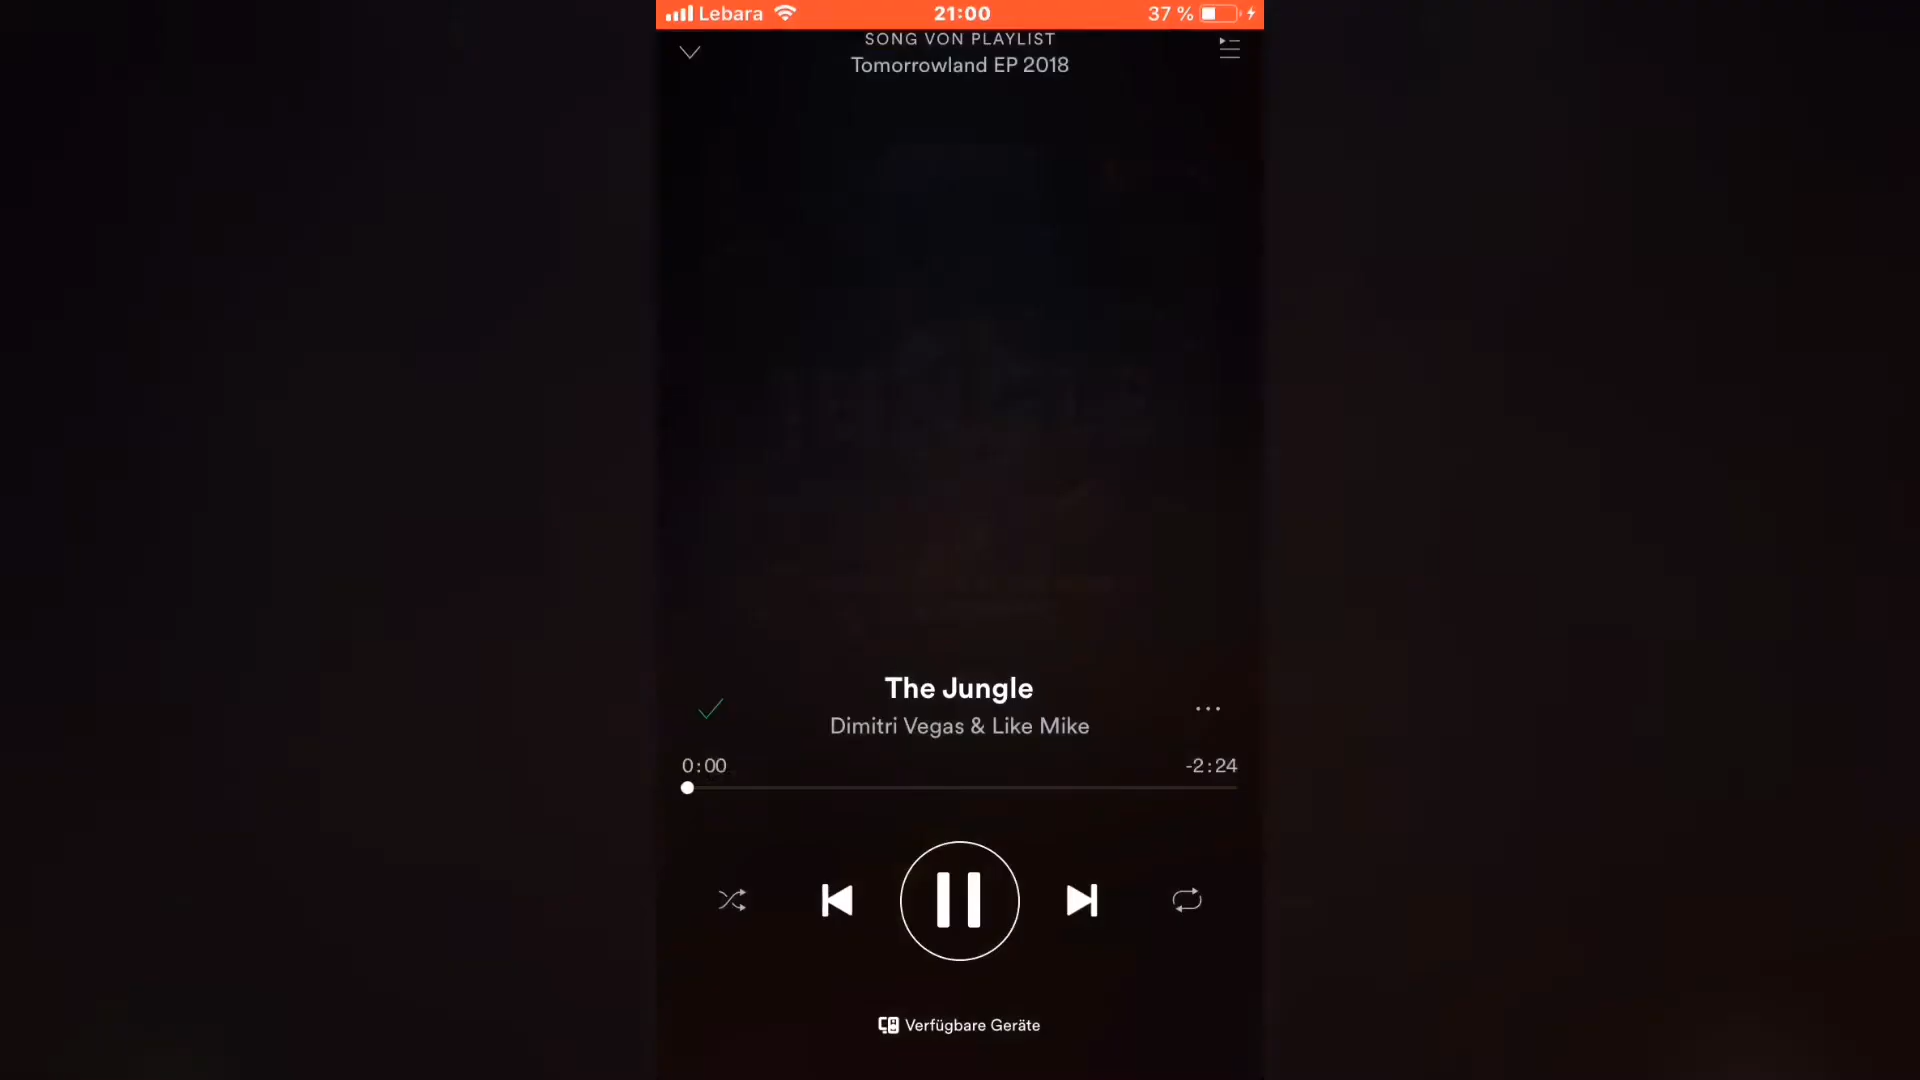 Lebara 21:00 37 %
SONG VON PLAYLIST
Tomorrowland EP 2018
The Jungle
Dimitri Vegas & Like Mike
0:00 -2:24
Verfügbare Geräte